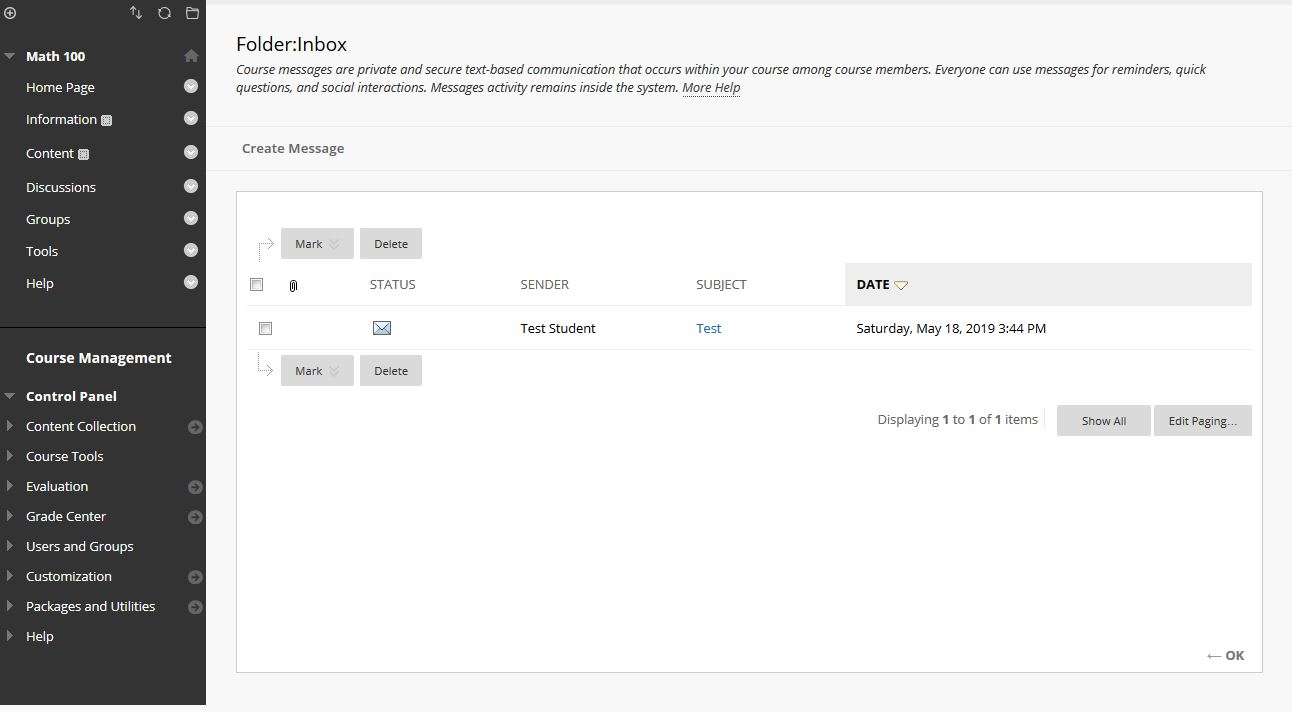 Math 100
Home Page
Information
Content
Discussions
Groups
Tools
Help
Course Management
Control Panel
Content Collection
Course Tools
Evaluation
Grade Center
Users and Groups
Customization
Packages and Utilities
Help
Folder:Inbox
Course messages are private and secure text-based communication that occurs within your course among course members. Everyone can use messages for reminders, quick
questions, and social interactions. Messages activity remains inside the system. More Help
Create Message
Mark Delete
STATUS SENDER SUBJECT DATE
Test Student Test Saturday, May 18, 2019 3:44 PM
Mark Delete
Displaying 1 to 1 of 1 items Show All Edit Paging...
OK